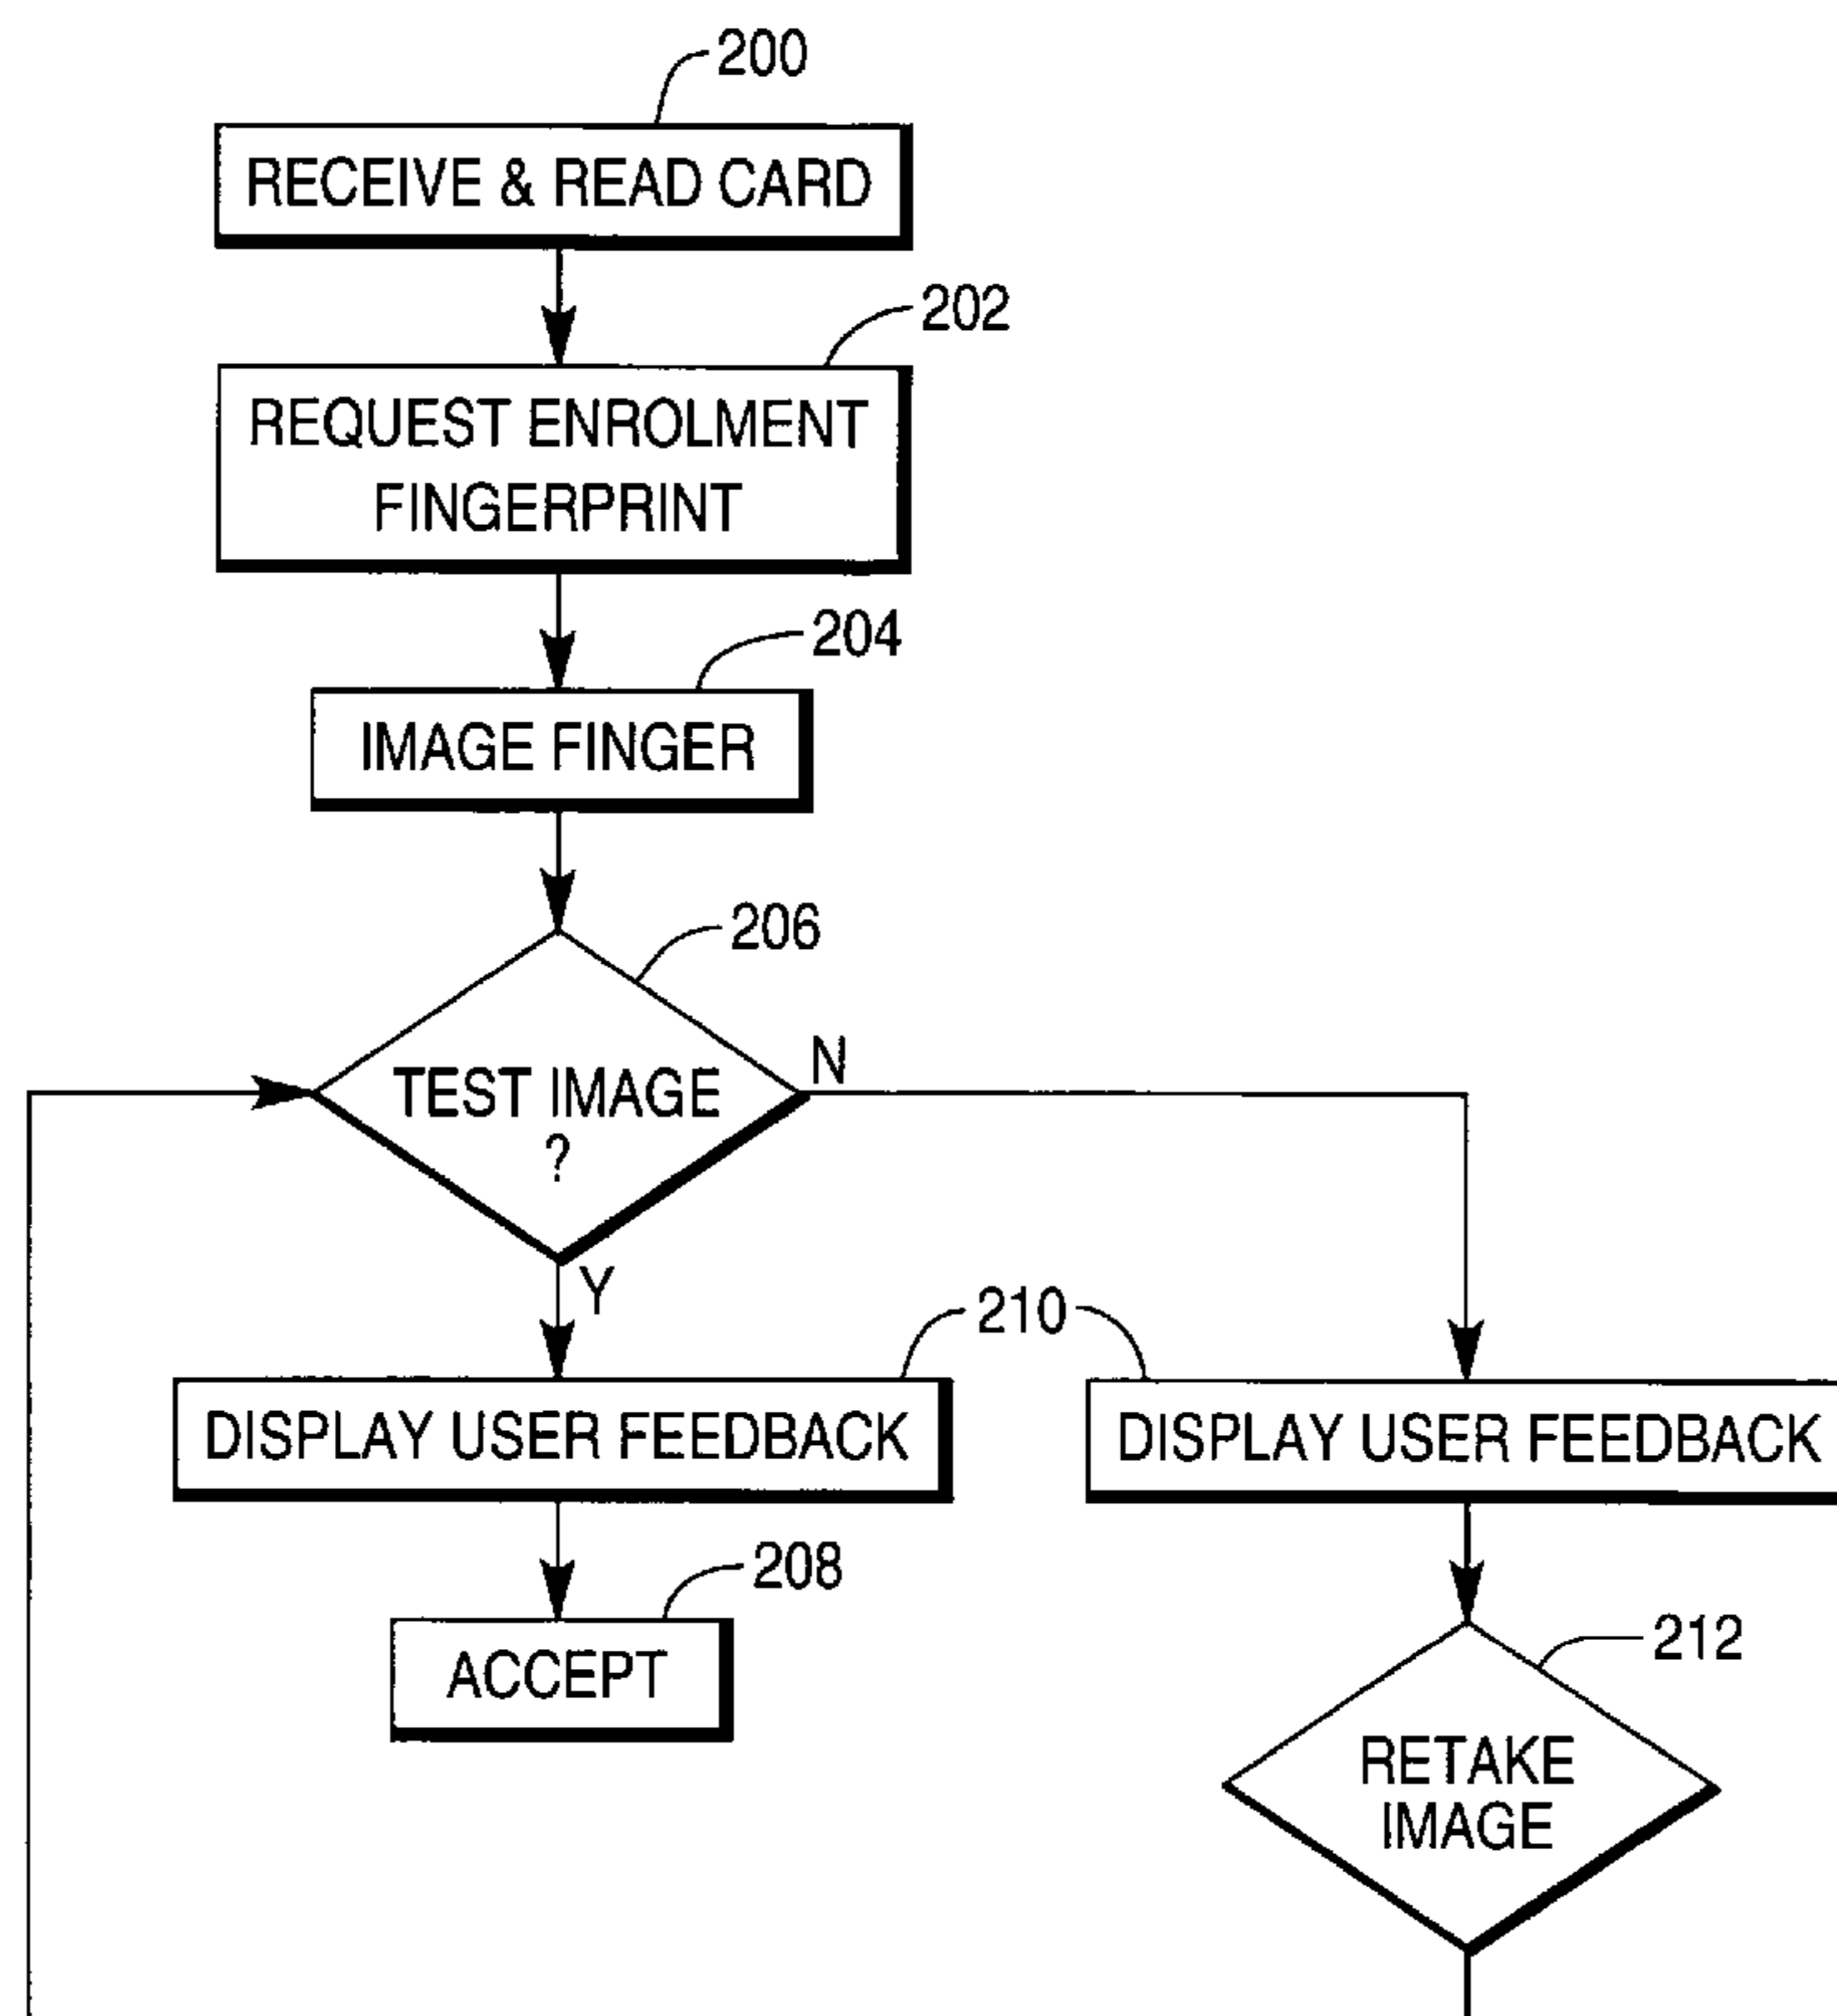 200
RECEIVE & READ CARD
202
REQUEST ENROLMENT
FINGERPRINT
204
IMAGE FINGER
206
TEST IMAGE
?
N
Y
210
DISPLAY USER FEEDBACK
DISPLAY USER FEEDBACK
208
ACCEPT
212
RETAKE
IMAGE